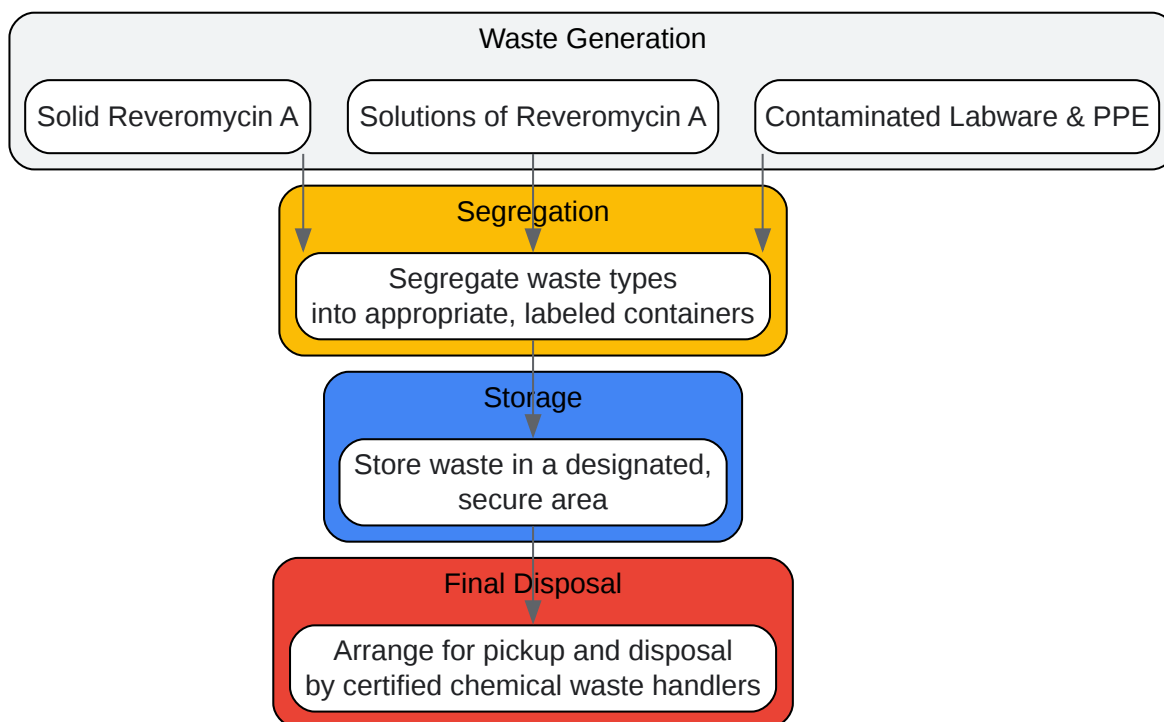 Waste Generation
Solid Reveromycin A
Solutions of Reveromycin A
Contaminated Labware & PPE
Segregation
Segregate waste types
into appropriate, labeled containers
Storage
Store waste in a designated,
secure area
Final Disposal
Arrange for pickup and disposal
by certified chemical waste handlers